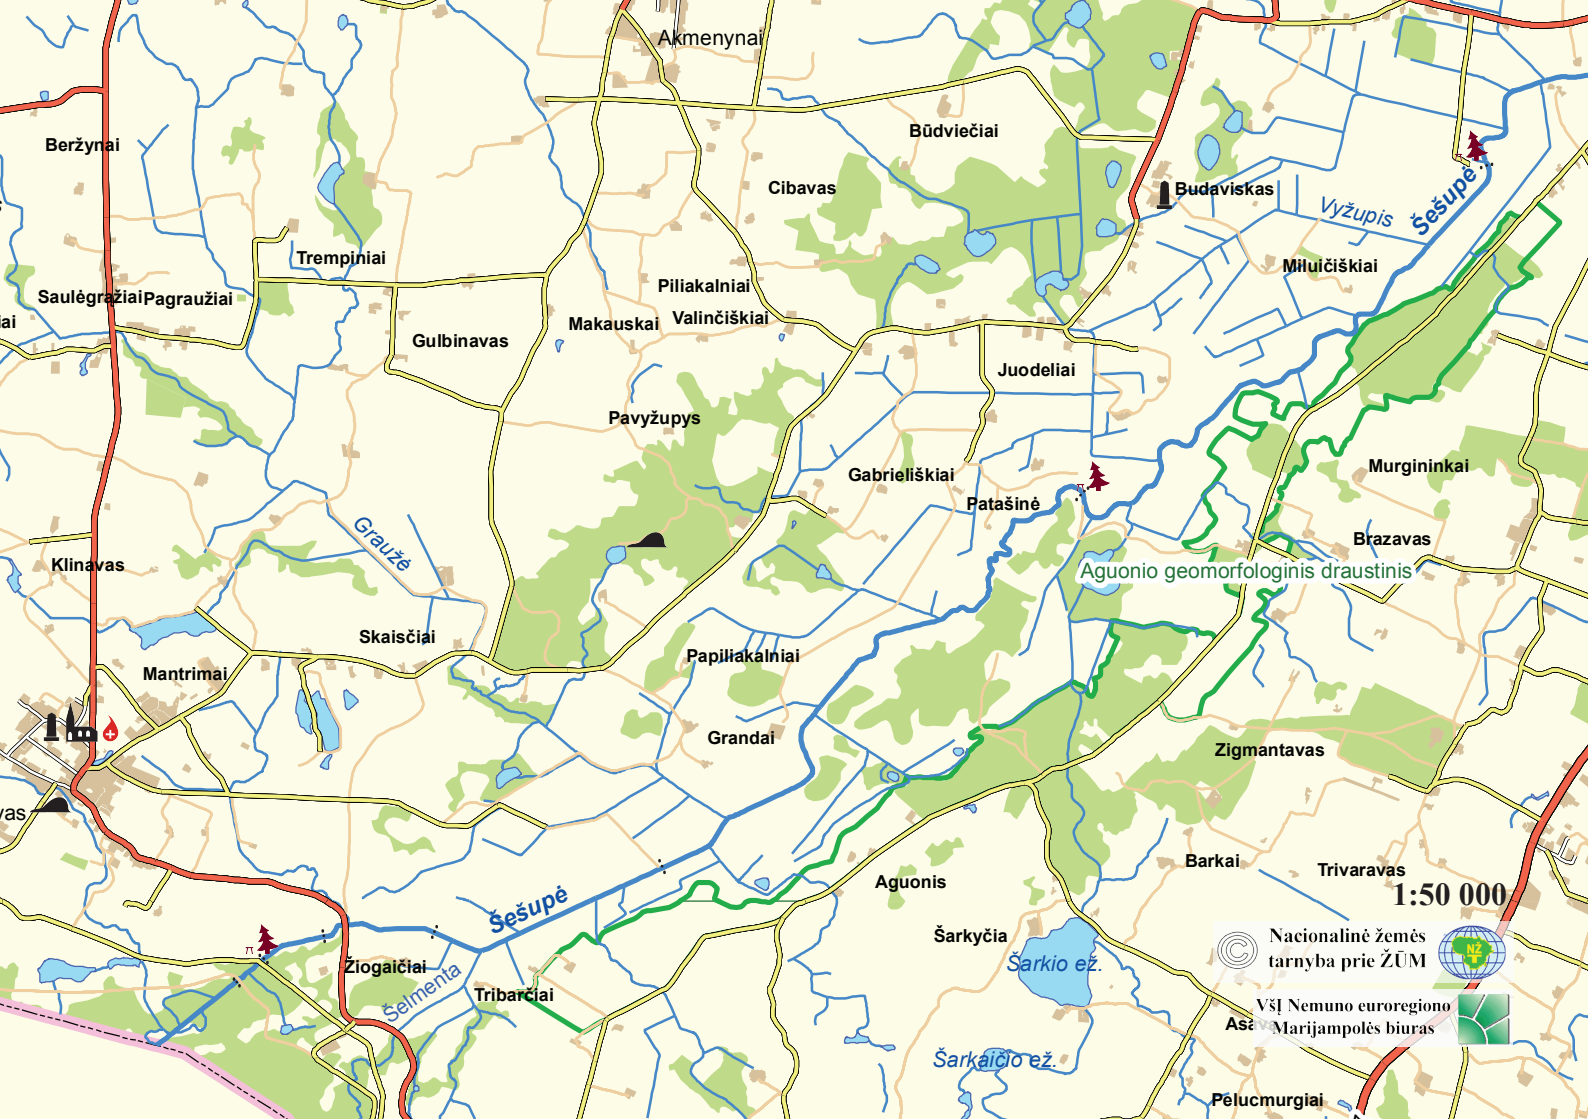 Akmenynai
Beržynai
Būdviečiai
Cibavas
Budaviskas
Vyžupis
Šešupė
Trempiniai
Miluičiškiai
Piliakalniai
Saulėgražiai
Pagraužiai
Makauskai
Valinčiškiai
iai
Gulbinavas
Juodeliai
Pavyžupys
Gabrieliškiai
Murgininkai
Patašinė
Graužė
Brazavas
Klinavas
Aguonio geomorfologinis draustinis
Skaisčiai
Papiliakalniai
Mantrimai
Grandai
Zigmantavas
vas
Barkai
Trivaravas
Aguonis
1:50 000
Šešupė
Šarkyčia
Nacionalinė žemės
tarnyba prie ŽŪM
NŽ
T
Šarkio ež.
Žiogaičiai
Šelmenta
Tribarčiai
VšĮ Nemuno euroregiono
Marijampolės biuras
Šarkaičio ež.
Pelucmurgiai